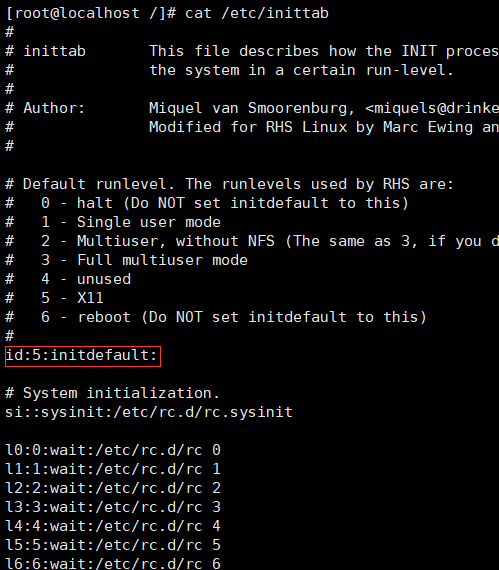 [root@localhost /]# cat /etc/inittab
#
# inittab       This file describes how the INIT proces
#               the system in a certain run-level.
#
# Author:       Miquel van Smoorenburg, <miquels@drinke
#               Modified for RHS Linux by Marc Ewing an
#

# Default runlevel. The runlevels used by RHS are:
#   0 - halt (Do NOT set initdefault to this)
#   1 - Single user mode
#   2 - Multiuser, without NFS (The same as 3, if you d
#   3 - Full multiuser mode
#   4 - unused
#   5 - X11
#   6 - reboot (Do NOT set initdefault to this)
#
id:5:initdefault:

# System initialization.
si::sysinit:/etc/rc.d/rc.sysinit

l0:0:wait:/etc/rc.d/rc 0
l1:1:wait:/etc/rc.d/rc 1
l2:2:wait:/etc/rc.d/rc 2
l3:3:wait:/etc/rc.d/rc 3
l4:4:wait:/etc/rc.d/rc 4
l5:5:wait:/etc/rc.d/rc 5
l6:6:wait:/etc/rc.d/rc 6